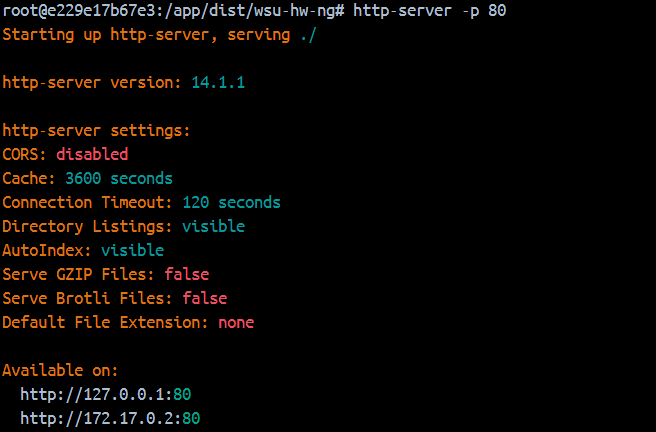 root@e229e17b67e3:/app/dist/wsu-hw-ng# http-server -p 80
Starting up http-server, serving ./
http-server version: 14.1.1
http-server settings:
CORS: disabled
Cache: 3600 seconds
Connection Timeout: 120 seconds
Directory Listings: visible
AutoIndex: visible
Serve GZIP Files: false
Serve Brotli Files: false
Default File Extension: none
Available on:
http://127.0.0.1:80
http://172.17.0.2:80